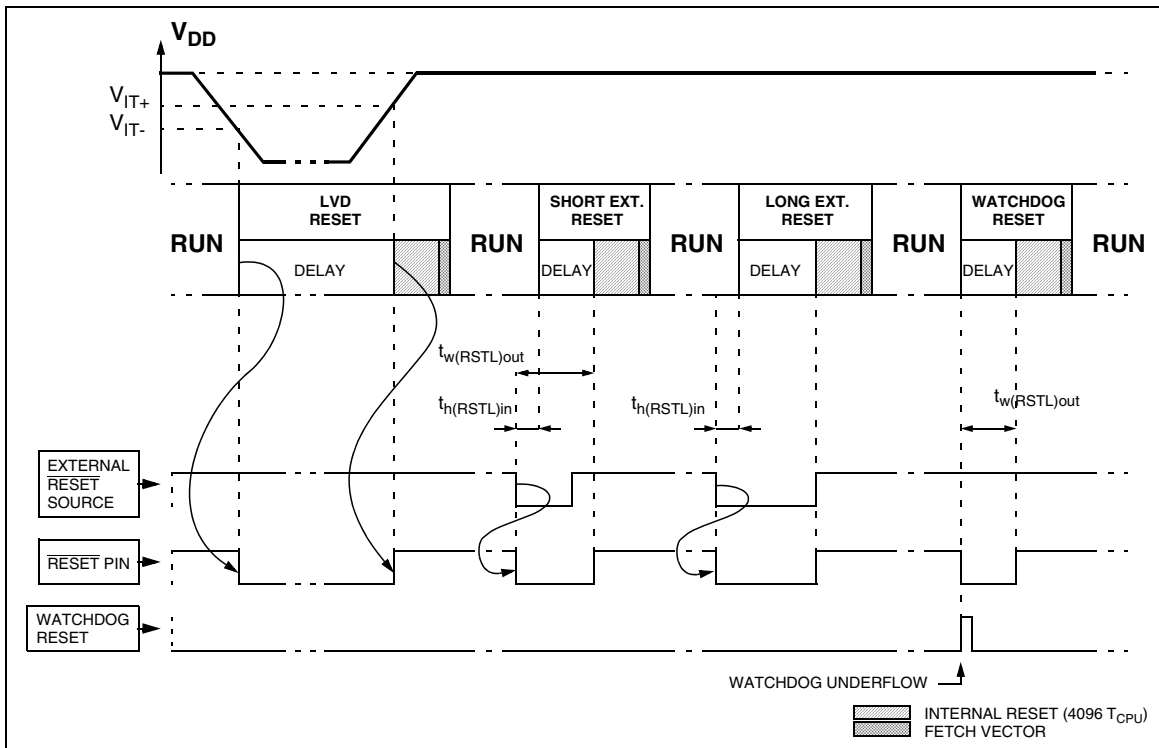 VDD
VIT+
VIT-
LVD
RESET
SHORT EXT.
RESET
LONG EXT.
RESET
WATCHDOG
RESET
RUN
RUN
RUN
RUN
RUN
DELAY
DELAY
DELAY
DELAY
tw(RSTL)out
th(RSTL)in
th(RSTL)in
tw(RSTL)out
EXTERNAL
RESET
SOURCE
RESET PIN
WATCHDOG
RESET
WATCHDOG UNDERFLOW
INTERNAL RESET (4096 TCPU)
FETCH VECTOR